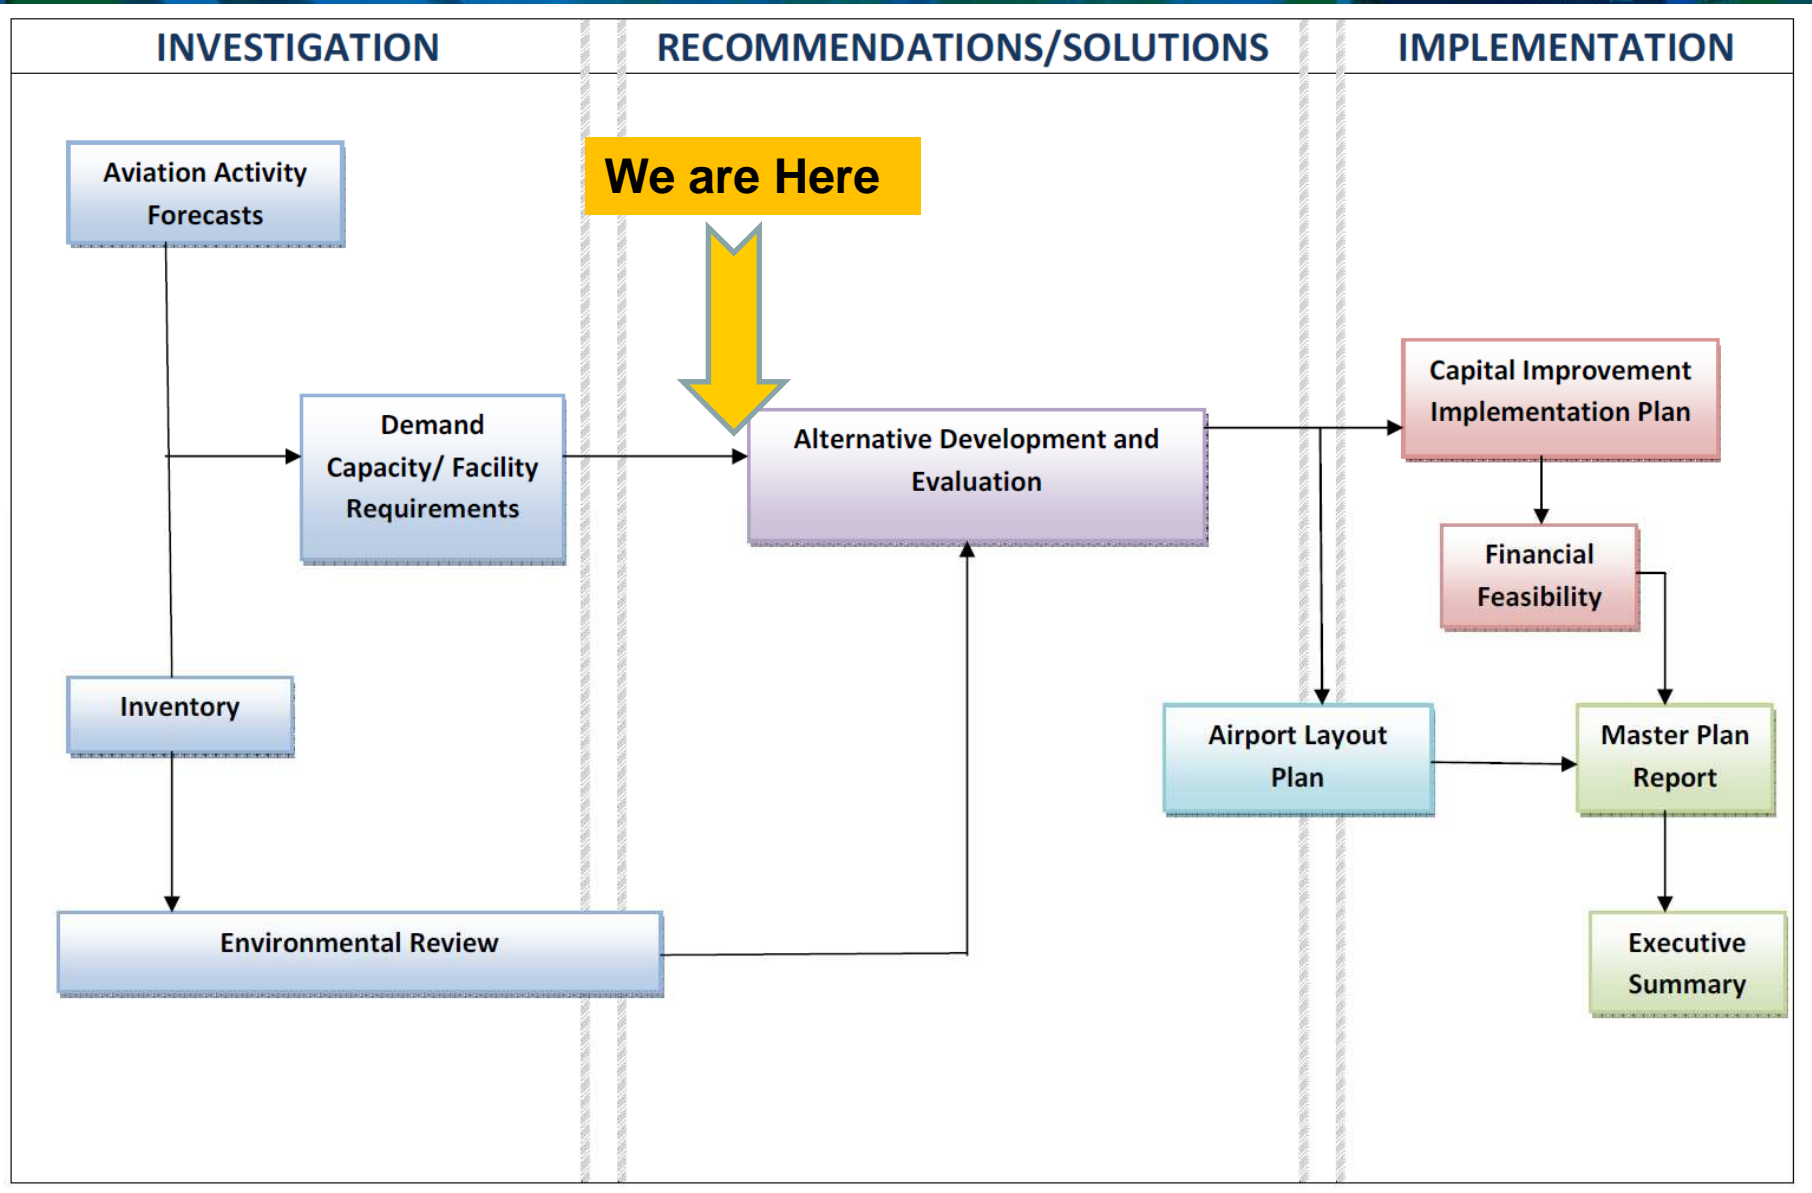 INVESTIGATION
RECOMMENDATIONS/SOLUTIONS
IMPLEMENTATION
Aviation Activity
Forecasts
We are Here
Demand
Capacity/ Facility
Requirements
Alternative Development and
Evaluation
Capital Improvement
Implementation Plan
Financial
Feasibility
Inventory
Airport Layout
Plan
Master Plan
Report
Environmental Review
Executive
Summary